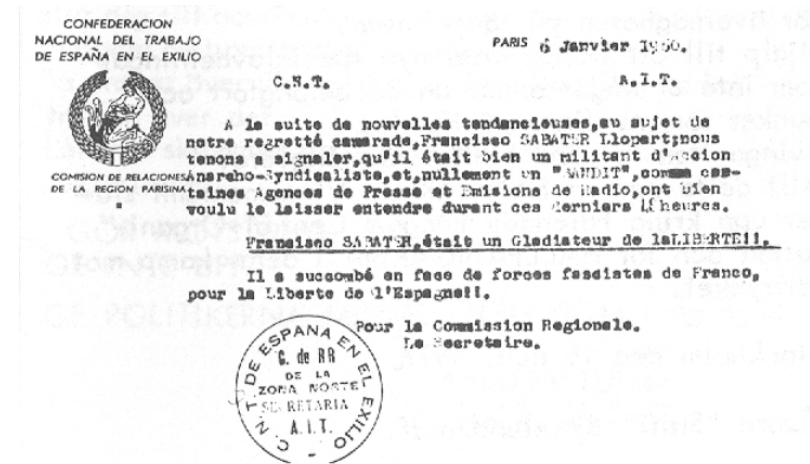 CONFEDERACION
NACIONAL DEL TRABAJO
DE ESPAÑA EN EL EXILIO
COMISION DE RELACIONES
DE LA REGION PARISINA
PARIS 6 Janvier 1960.
C.N.T. A.I.T.
A la suite de nouvelles tendancieuses,au sujet de
notre regretté camarade,Francisco SABATER Llopart;nous
tenons a signaler,qu'il était bien un militant d'accion
Anarcho-Syndicaliste,et,nullement un "BANDIT",comme cer-
taines Agences de Presse et Emisions de Radio,ont bien
voulu le laisser entendre durant ces derniers 48 heures.
Francisco SABATER,était un Gladiateur de laLIBERTE!!.
Il a succombé en face de forces fascistes de Franco,
pour la Liberte de l'Espagne!!.
Pour la Commission Regionale.
Le Secretaire.
C. N. T. DE ESPAÑA EN EL EXILIO
C. de RR
DE LA
ZONA NORTE
SECRETARIA
A.I.T.